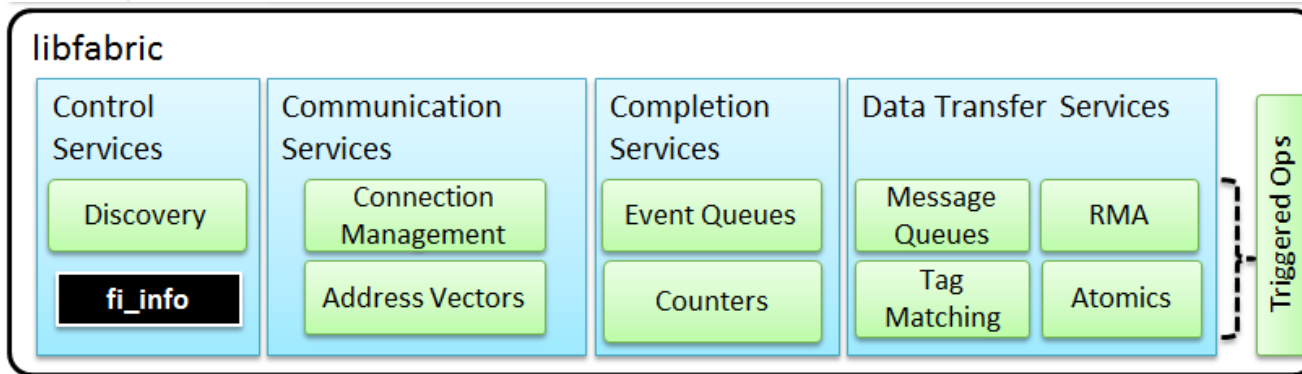 libfabric
Control
Services
Discovery
fi_info
Communication
Services
Connection
Management
Address Vectors
Completion
Services
Event Queues
Counters
Data Transfer Services
Message
Queues
RMA
Tag
Matching
Atomics
Triggered Ops